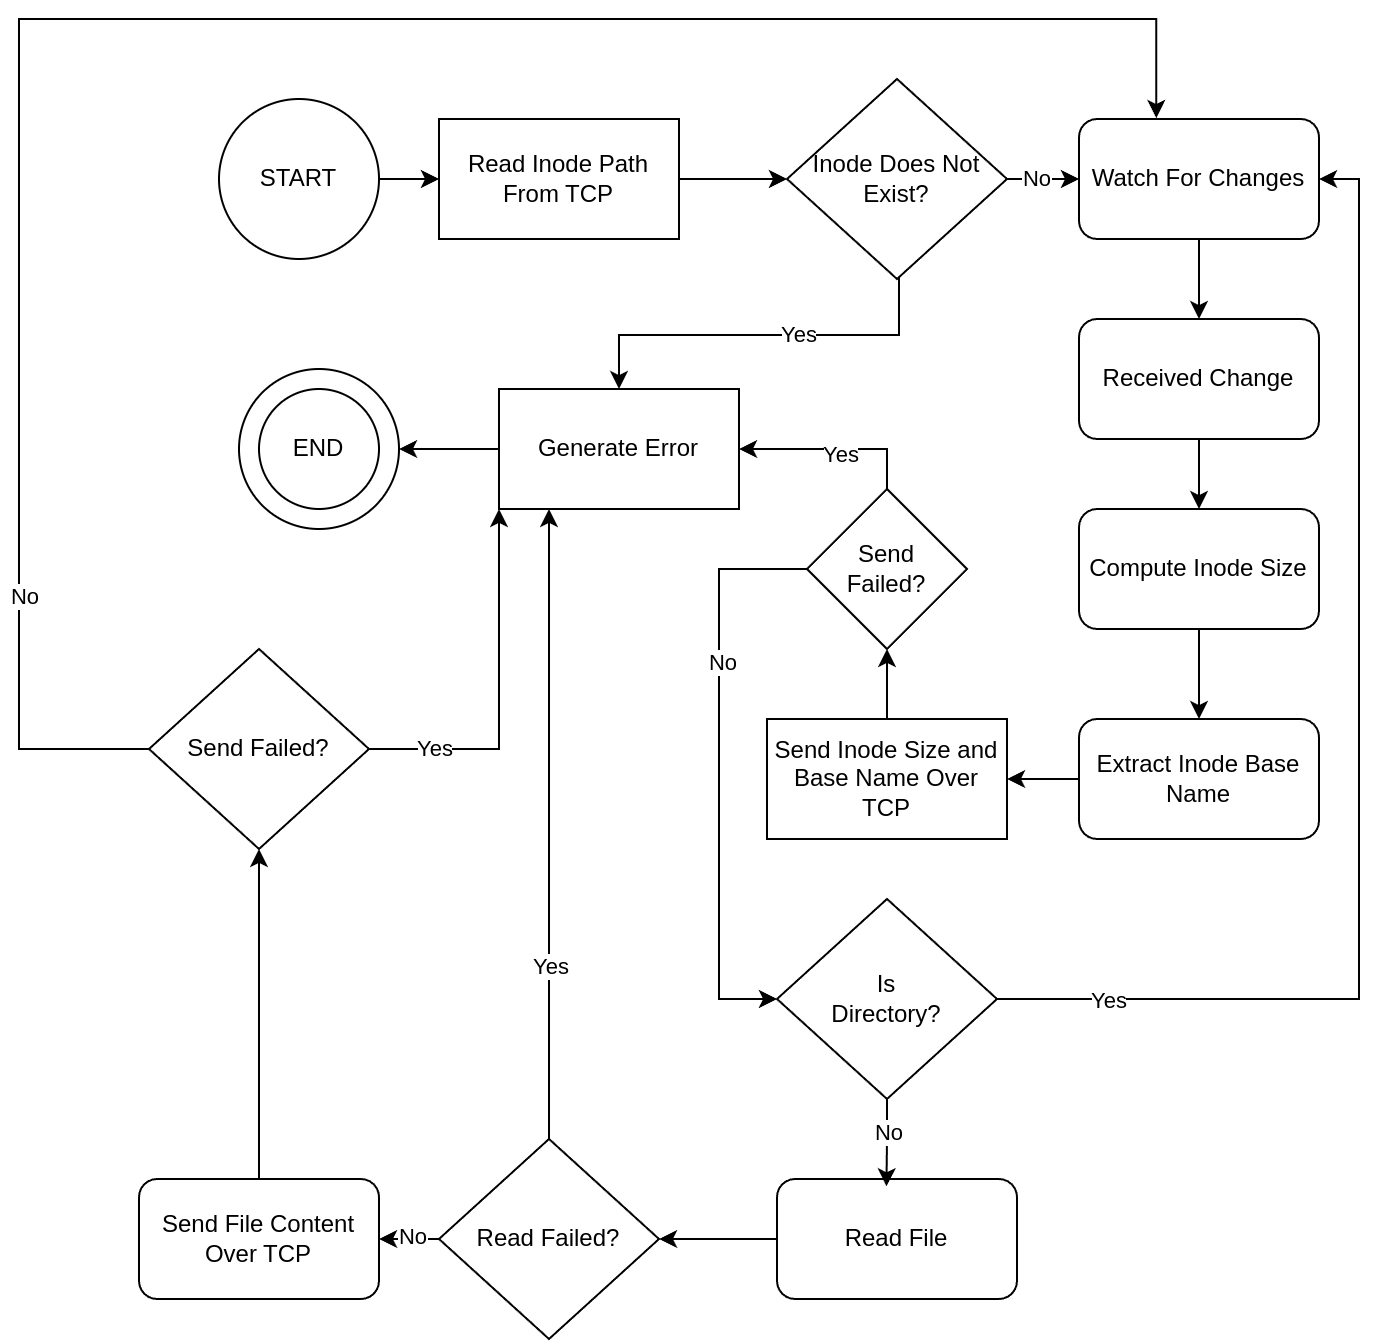 START
Read Inode Path
From TCP
Inode Does Not
Exist?
No
Watch For Changes
Yes
Received Change
END
Generate Error
Yes
Send
Failed?
Compute Inode Size
No
No
Send Failed?
Yes
Send Inode Size and
Base Name Over
TCP
Extract Inode Base
Name
Yes
Is
Directory?
Yes
No
Send File Content
Over TCP
No
Read Failed?
Read File